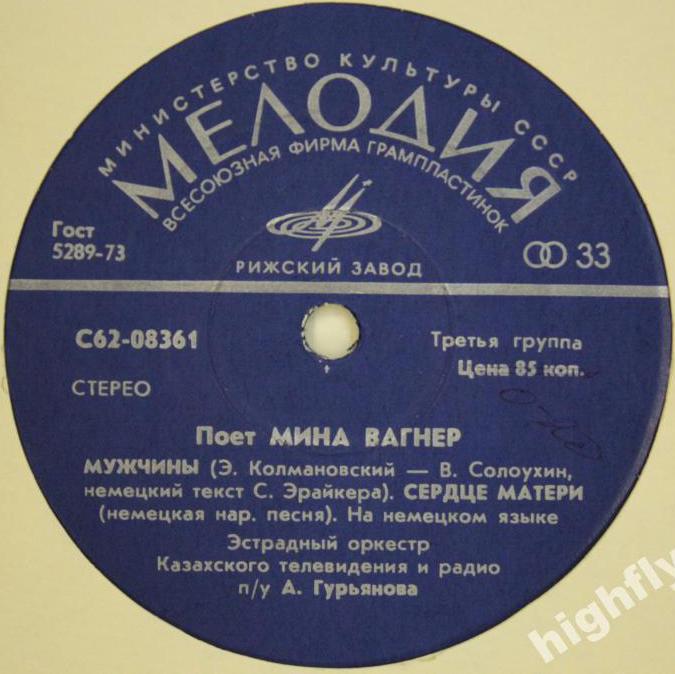 МИНИСТЕРСТВО КУЛЬТУРЫ СССР
МЕЛОДИЯ
ВСЕСОЮЗНАЯ ФИРМА ГРАМПЛАСТИНОК
Гост
5289-73
РИЖСКИЙ ЗАВОД
33
С62-08361
Третья группа
Цена 85 коп.
СТЕРЕО
Поет МИНА ВАГНЕР
МУЖЧИНЫ (Э. Колмановский — В. Солоухин,
немецкий текст С. Эрайкера). СЕРДЦЕ МАТЕРИ
(немецкая нар. песня). На немецком языке
Эстрадный оркестр
Казахского телевидения и радио
п/у А. Гурьянова
highfly